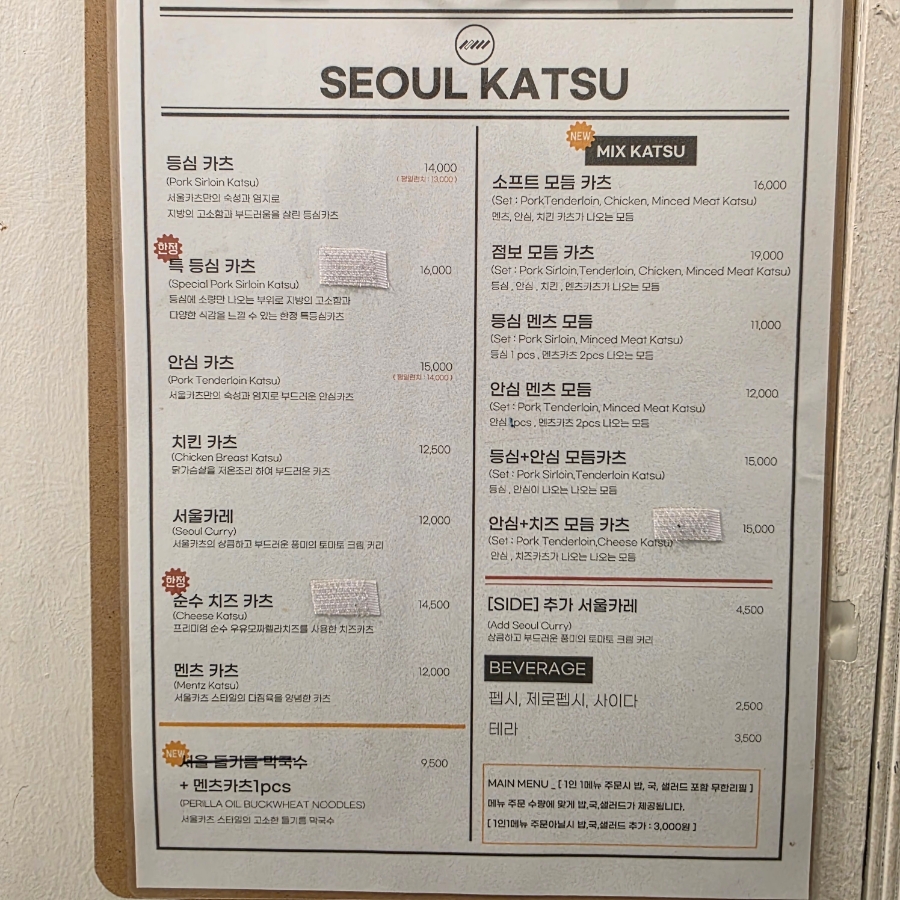 SEOUL KATSU
등심 카츠
14,000
(Pork Sirloin Katsu)
( 평일런치 : 13,000 )
서울카츠만의 숙성과 염지로
지방의 고소함과 부드러움을 살린 등심카츠
한정
특 등심 카츠
16,000
(Special Pork Sirloin Katsu)
등심에 소량만 나오는 부위로 지방의 고소함과
다양한 식감을 느낄 수 있는 한정 특등심카츠
안심 카츠
15,000
(Pork Tenderloin Katsu)
( 평일런치 : 14,000 )
서울카츠만의 숙성과 염지로 부드러운 안심카츠
치킨 카츠
12,500
(Chicken Breast Katsu)
닭가슴살을 저온조리 하여 부드러운 카츠
서울카레
12,000
(Seoul Curry)
서울카츠의 상큼하고 부드러운 풍미의 토마토 크림 커리
한정
순수 치즈 카츠
14,500
(Cheese Katsu)
프리미엄 순수 우유모짜렐라치즈를 사용한 치즈카츠
멘츠 카츠
12,000
(Mentz Katsu)
서울카츠 스타일의 다짐육을 양념한 카츠
NEW
서울 들기름 막국수
9,500
+ 멘츠카츠1pcs
(PERILLA OIL BUCKWHEAT NOODLES)
서울카츠 스타일의 고소한 들기름 막국수
NEW
MIX KATSU
소프트 모듬 카츠
16,000
(Set : PorkTenderloin, Chicken, Minced Meat Katsu)
멘츠, 안심, 치킨 카츠가 나오는 모듬
점보 모듬 카츠
19,000
(Set : Pork Sirloin,Tenderloin, Chicken, Minced Meat Katsu)
등심 , 안심 , 치킨 , 멘츠카츠가 나오는 모듬
등심 멘츠 모듬
11,000
(Set : Pork Sirloin, Minced Meat Katsu)
등심 1 pcs , 멘츠카츠 2pcs 나오는 모듬
안심 멘츠 모듬
12,000
(Set : Pork Tenderloin, Minced Meat Katsu)
안심 1pcs , 멘츠카츠 2pcs 나오는 모듬
등심+안심 모듬카츠
15,000
(Set : Pork Sirloin,Tenderloin Katsu)
등심 , 안심이 나오는 나오는 모듬
안심+치즈 모듬 카츠
15,000
(Set : Pork Tenderloin,Cheese Katsu)
안심 , 치즈카츠가 나오는 나오는 모듬
[SIDE] 추가 서울카레
4,500
(Add Seoul Curry)
상큼하고 부드러운 풍미의 토마토 크림 커리
BEVERAGE
펩시, 제로펩시, 사이다
2,500
테라
3,500
MAIN MENU _ [ 1인 1메뉴 주문시 밥, 국, 샐러드 포함 무한리필 ]
메뉴 주문 수량에 맞게 밥,국,샐러드가 제공됩니다.
[ 1인1메뉴 주문아닐시 밥,국,샐러드 추가 : 3,000원 ]